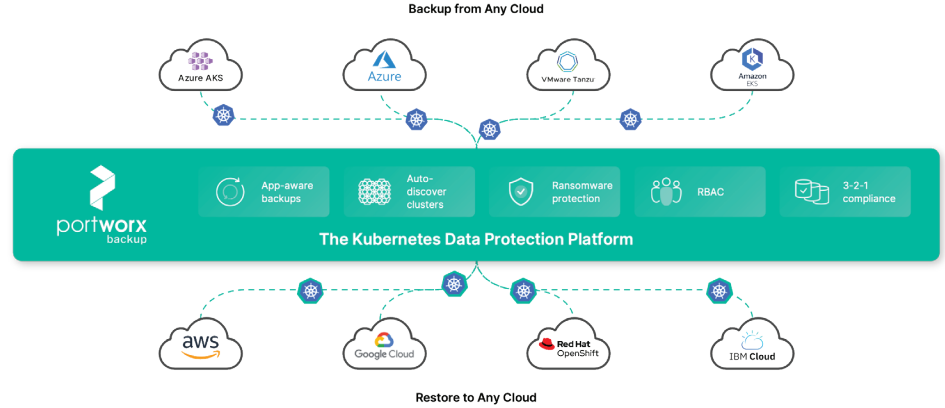 Backup from Any Cloud
Azure AKS
Azure
VMware Tanzu
Amazon
EKS
portworx
backup
App-aware
backups
Auto-
discover
clusters
Ransomware
protection
RBAC
3-2-1
compliance
The Kubernetes Data Protection Platform
aws
Google Cloud
Red Hat
OpenShift
IBM Cloud
Restore to Any Cloud